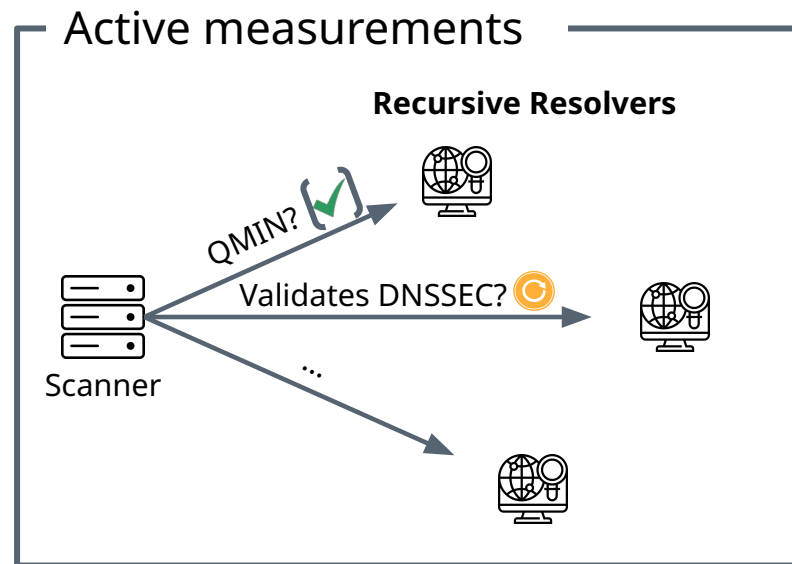 Active measurements
Recursive Resolvers
QMIN?
Validates DNSSEC?
...
Scanner